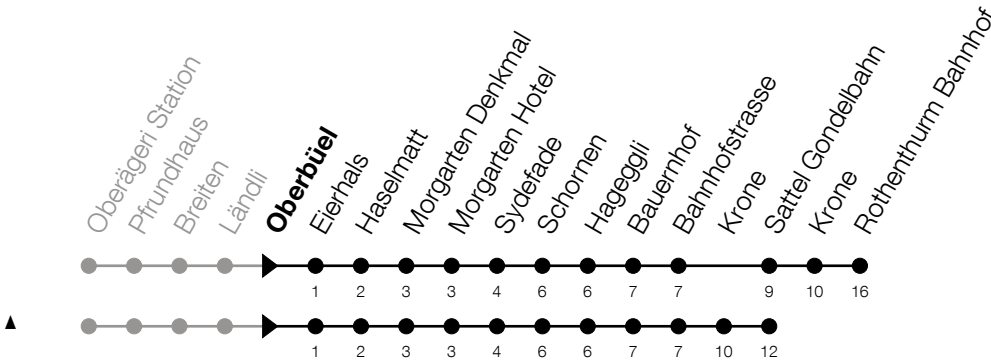 Oberägeri Station
Pfrundhaus
Breiten
Ländli
Oberbüel
Eierhals
Haselmatt
Morgarten Denkmal
Morgarten Hotel
Sydefade
Schornen
Hageggli
Bauernhof
Bahnhofstrasse
Krone
Sattel Gondelbahn
Krone
Rothenthurm Bahnhof
1 2 3 3 4 6 6 7 7 9 10 16
1 2 3 3 4 6 6 7 7 10 12